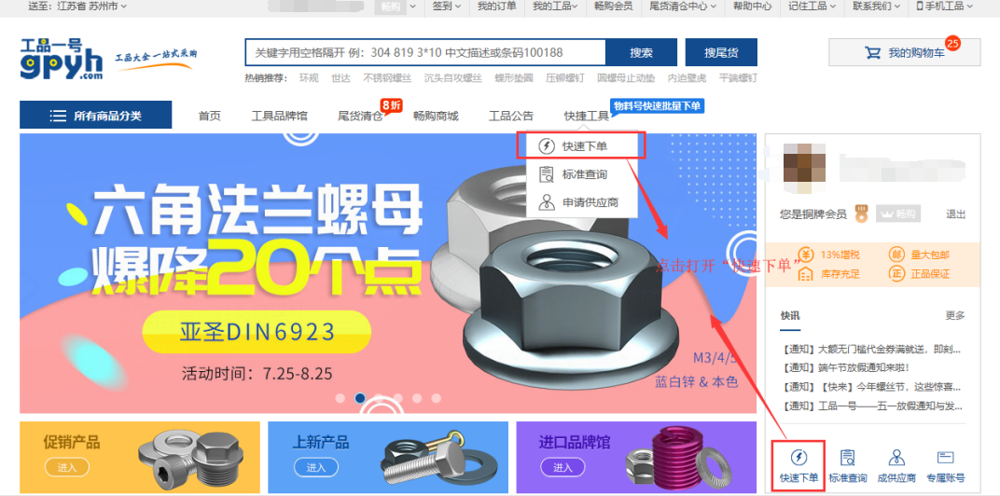 送至：江苏省 苏州市
畅购
签到
我的订单
我的工品
畅购会员
尾货清仓中心
帮助中心
记住工品
联系我们
手机工品
工品一号
gpyh.com
工品大全 一站式采购
关键字用空格隔开 例：304 819 3*10 中文描述或条码100188
搜索
搜尾货
我的购物车
25
热销推荐：
环规
世达
不锈钢螺丝
沉头自攻螺丝
蝶形垫圈
压铆螺钉
圆螺母止动垫
内迫壁虎
平端螺钉
所有商品分类
首页
工具品牌馆
尾货清仓
8折
畅购商城
工品公告
快捷工具
物料号快速批量下单
快速下单
标准查询
申请供应商
六角法兰螺母
爆降20个点
亚圣DIN6923
活动时间：7.25-8.25
M3/4/5
蓝白锌 & 本色
点击打开“快速下单”
您是铜牌会员
畅购
退出
13%增税
邮
量大包邮
库存充足
正
正品保证
快讯
更多
【通知】大额无门槛代金券满就送，即刻...
【通知】端午节放假通知来啦！
【通知】【快来】今年螺丝节，这些惊喜...
【通知】工品一号——五一放假通知与发...
促销产品
进入
上新产品
进入
进口品牌馆
进入
快速下单
标准查询
成供应商
专属账号